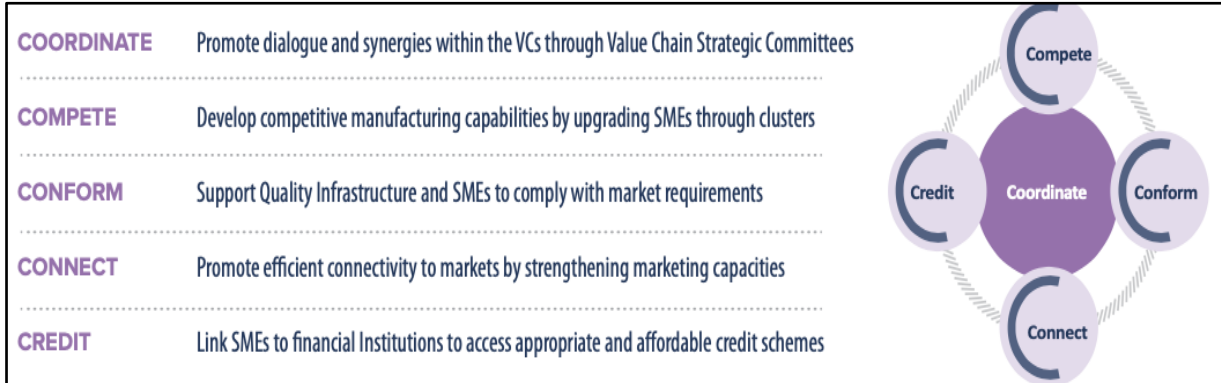 COORDINATE Promote dialogue and synergies within the VCs through Value Chain Strategic Committees
COMPETE Develop competitive manufacturing capabilities by upgrading SMEs through clusters
CONFORM Support Quality Infrastructure and SMEs to comply with market requirements
CONNECT Promote efficient connectivity to markets by strengthening marketing capacities
CREDIT Link SMEs to financial Institutions to access appropriate and affordable credit schemes
Compete
Credit
Coordinate
Conform
Connect